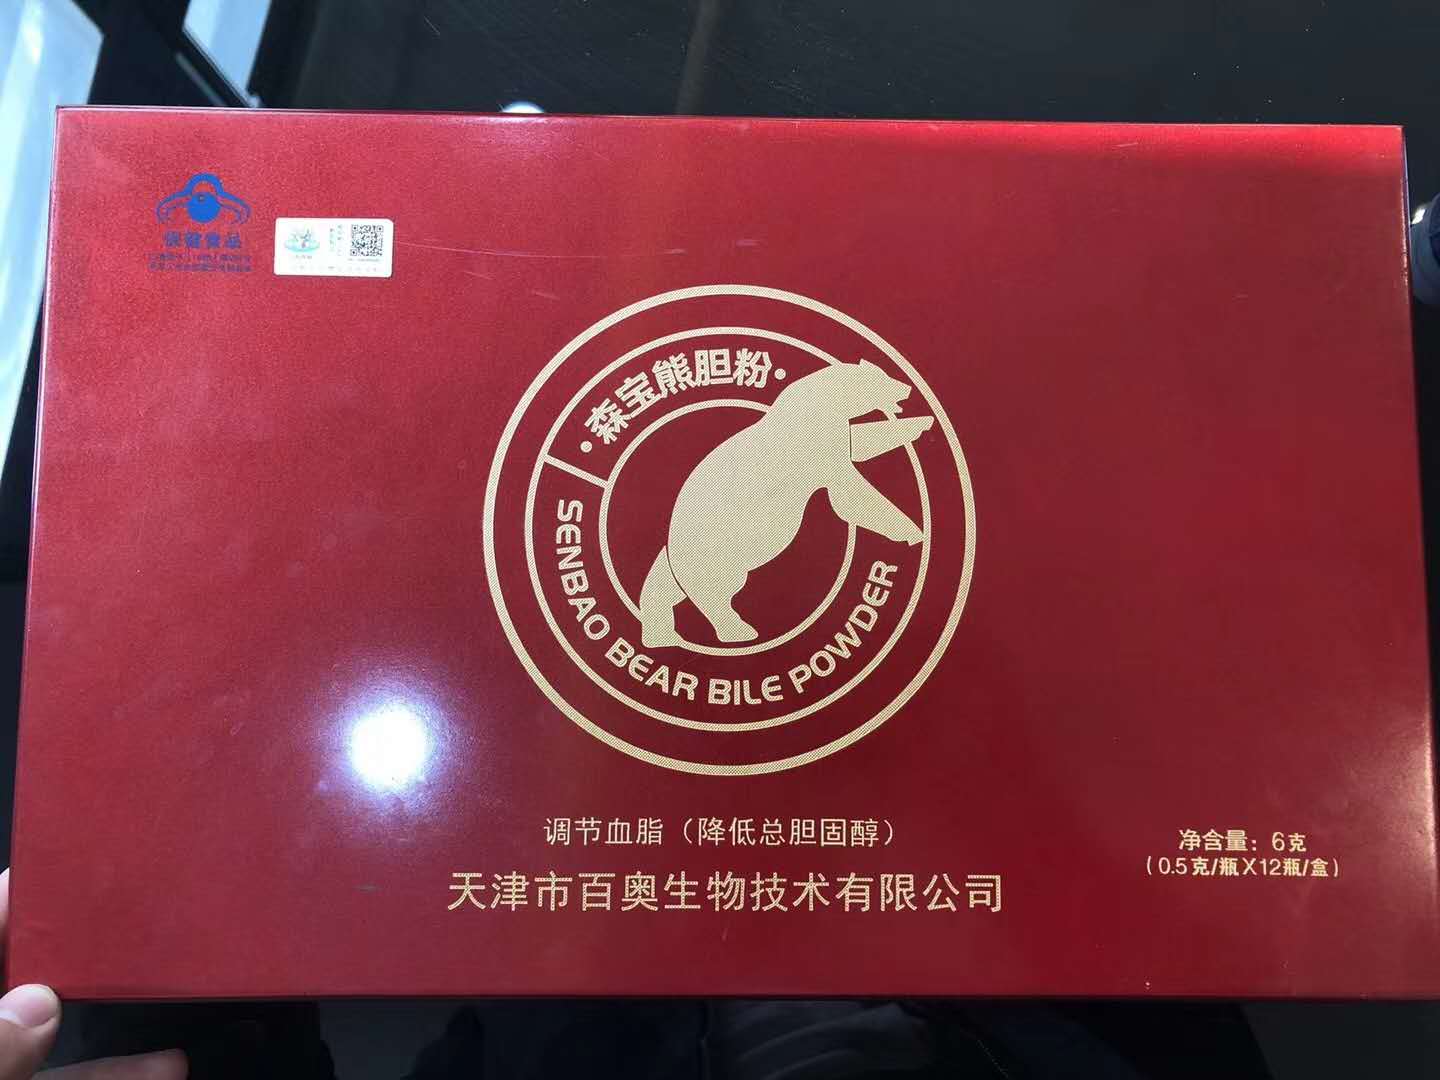 保健食品
·森宝熊胆粉·
SENBAO BEAR BILE POWDER
调节血脂（降低总胆固醇）
净含量：6克
（0.5克/瓶X12瓶/盒）
天津市百奥生物技术有限公司